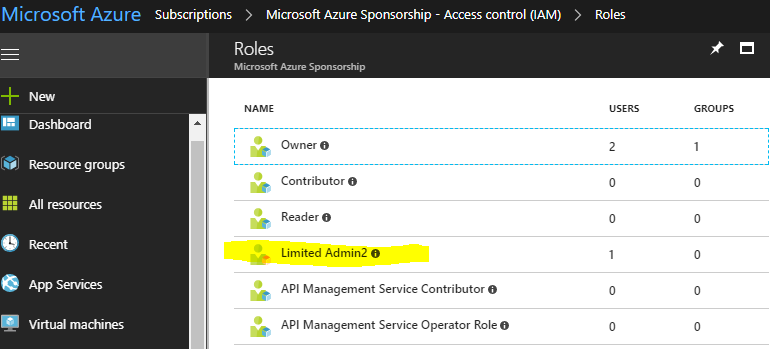 Microsoft Azure Subscriptions > Microsoft Azure Sponsorship - Access control (IAM) > Roles
Roles
Microsoft Azure Sponsorship
New
Dashboard
Resource groups
All resources
Recent
App Services
Virtual machines
NAME USERS GROUPS
Owner 2 1
Contributor 0 0
Reader 0 0
Limited Admin2 1 0
API Management Service Contributor 0 0
API Management Service Operator Role 0 0